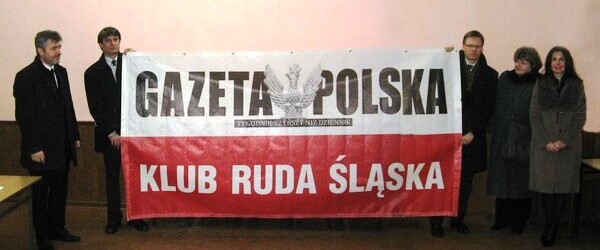 GAZETA POLSKA
TYGODNIK SZYBSZY NIŻ DZIENNIK
KLUB RUDA ŚLĄSKA